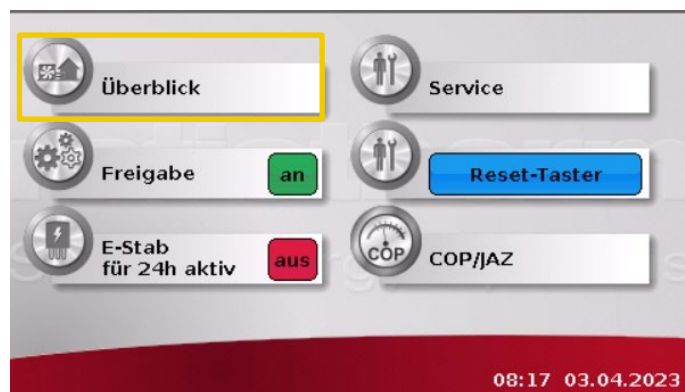 Überblick
Service
Freigabe
an
Reset-Taster
E-Stab
für 24h aktiv
aus
COP
COP/JAZ
08:17 03.04.2023